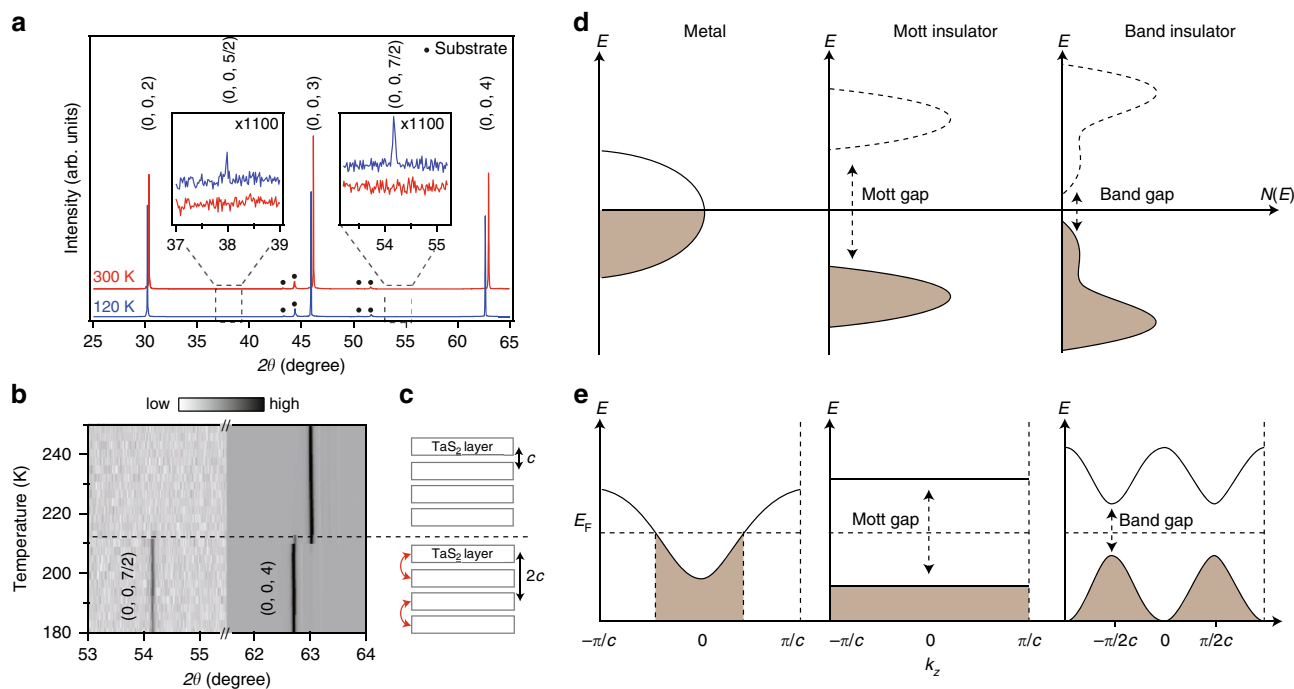 a
• Substrate
(0, 0, 2)
(0, 0, 5/2)
(0, 0, 3)
(0, 0, 7/2)
(0, 0, 4)
x1100
x1100
37 38 39
54 55
Intensity (arb. units)
300 K
120 K
25 30 35 40 45 50 55 60 65
2θ (degree)
b
low high
Temperature (K)
240
220
200
180
(0, 0, 7/2)
(0, 0, 4)
53 54 55 62 63 64
2θ (degree)
c
TaS₂ layer
c
TaS₂ layer
2c
d
Metal Mott insulator Band insulator
E E E
Mott gap
Band gap
N(E)
e
E E E
E_F
Mott gap
Band gap
−π/c 0 π/c
−π/c 0 π/c
−π/2c 0 π/2c
k_z